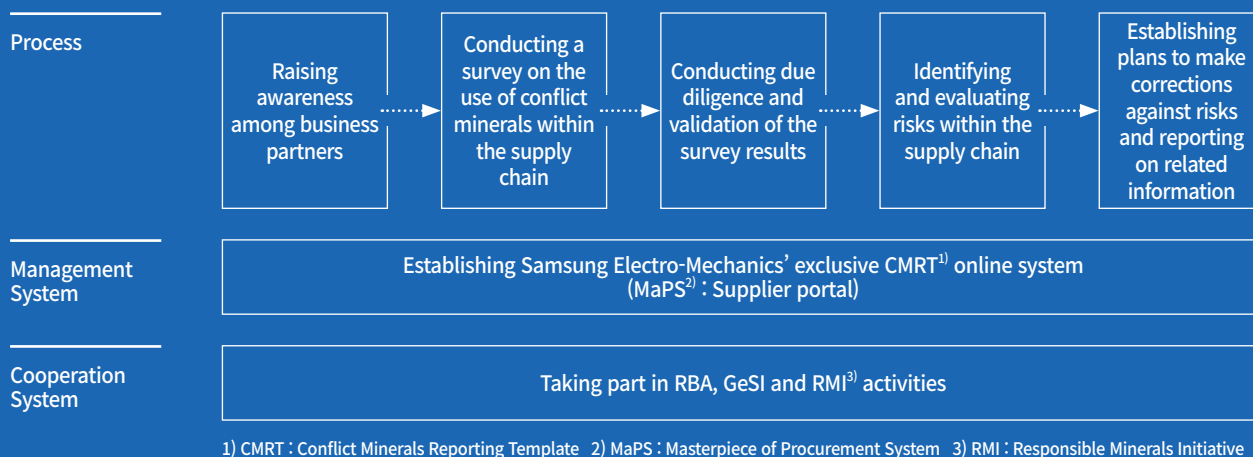 Process
Raising
awareness
among business
partners
Conducting a
survey on the
use of conflict
minerals within
the supply
chain
Conducting due
diligence and
validation of the
survey results
Identifying
and evaluating
risks within the
supply chain
Establishing
plans to make
corrections
against risks
and reporting
on related
information
Management
System
Establishing Samsung Electro-Mechanics’ exclusive CMRT1) online system
(MaPS2) : Supplier portal)
Cooperation
System
Taking part in RBA, GeSI and RMI3) activities
1) CMRT : Conflict Minerals Reporting Template 2) MaPS : Masterpiece of Procurement System 3) RMI : Responsible Minerals Initiative